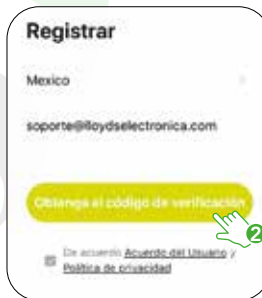 Registrar
Mexico
soporte@lloydselectronica.com
Obtenga el código de verificación
2
De acuerdo Acuerdo del Usuario y
Política de privacidad